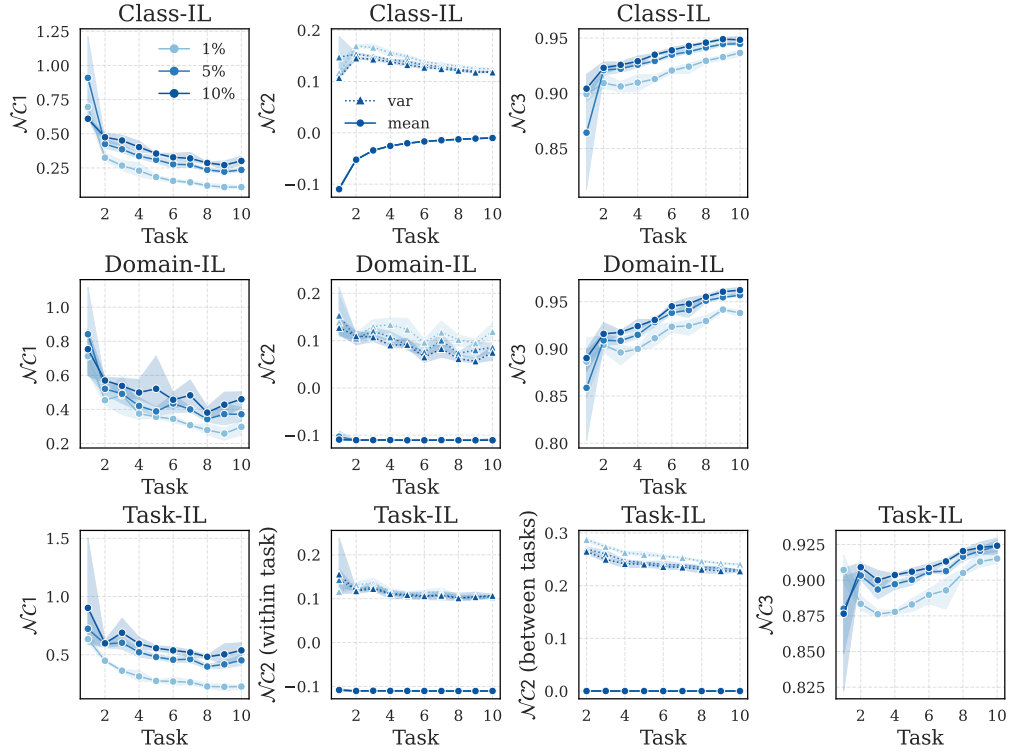 Class-IL
Class-IL
Class-IL
NC1
1.25
1.00
0.75
0.50
0.25
1%
5%
10%
2 4 6 8 10
Task
NC2
0.2
0.1
0.0
−0.1
var
mean
2 4 6 8 10
Task
NC3
0.95
0.90
0.85
2 4 6 8 10
Task
Domain-IL
Domain-IL
Domain-IL
NC1
1.0
0.8
0.6
0.4
0.2
2 4 6 8 10
Task
NC2
0.2
0.1
0.0
−0.1
2 4 6 8 10
Task
NC3
0.95
0.90
0.85
0.80
2 4 6 8 10
Task
Task-IL
Task-IL
Task-IL
Task-IL
NC1
1.5
1.0
0.5
2 4 6 8 10
Task
NC2 (within task)
0.2
0.1
0.0
−0.1
2 4 6 8 10
Task
NC2 (between tasks)
0.3
0.2
0.1
0.0
2 3 4 5 6 7 8 9 10
Task
NC3
0.925
0.900
0.875
0.850
0.825
2 4 6 8 10
Task